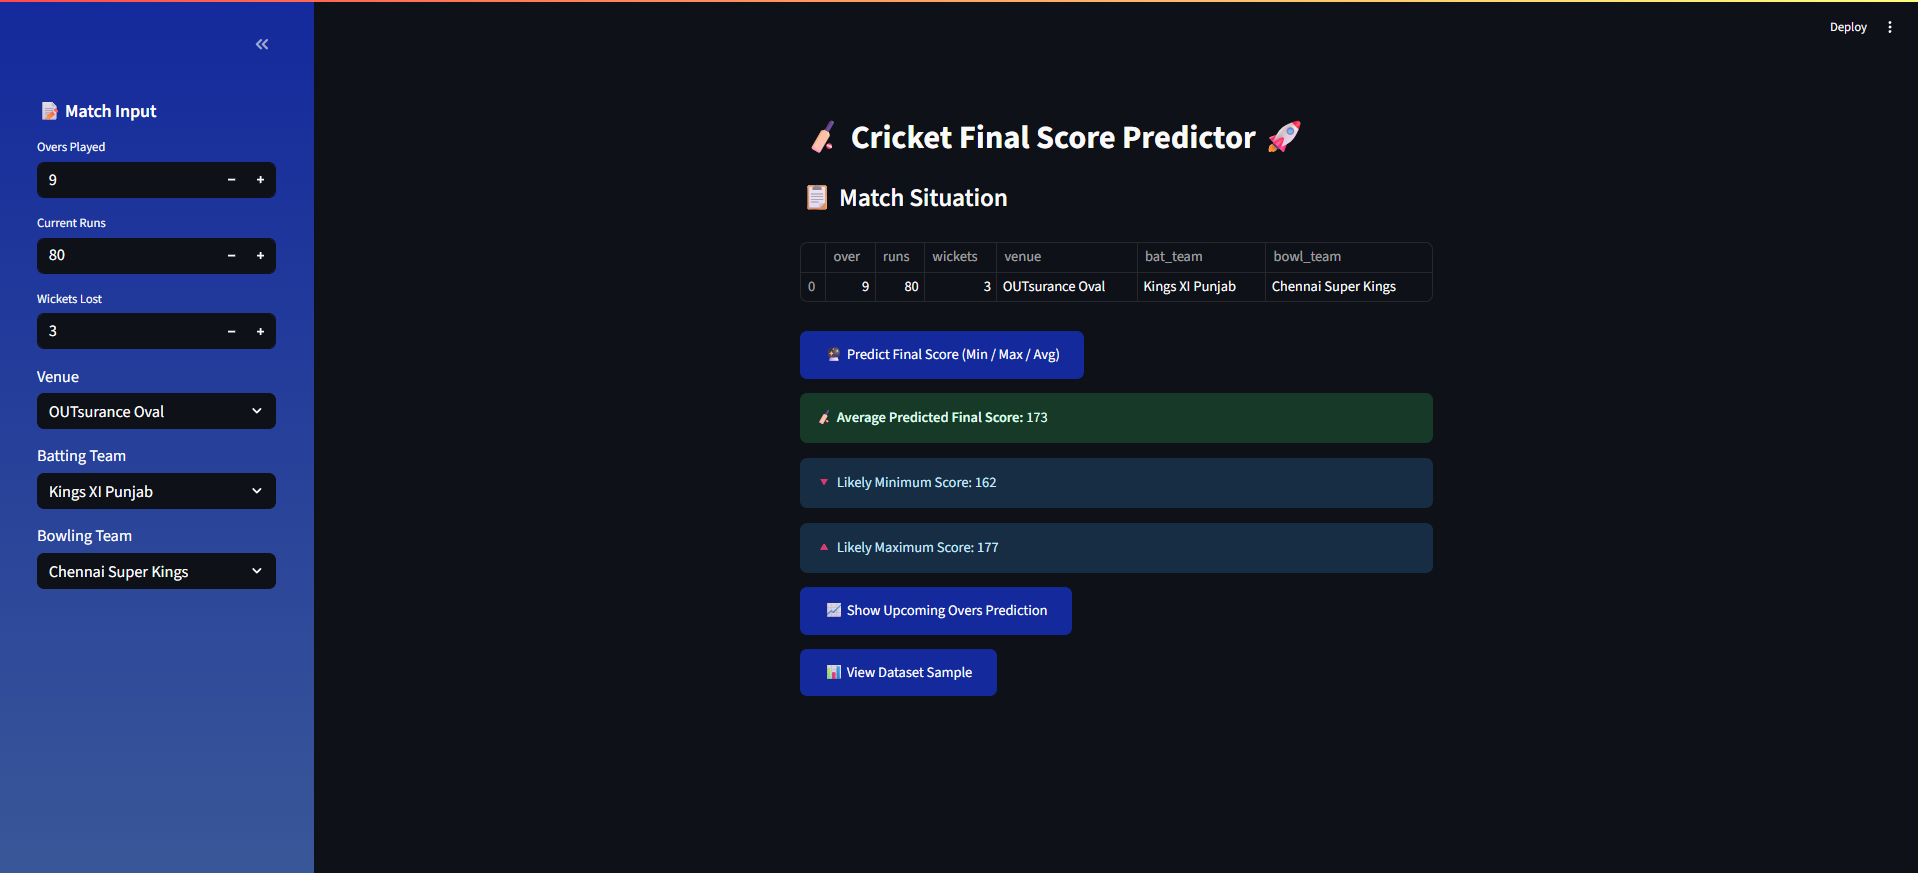 Deploy
Match Input
Overs Played
9
Current Runs
80
Wickets Lost
3
Venue
OUTsurance Oval
Batting Team
Kings XI Punjab
Bowling Team
Chennai Super Kings
Cricket Final Score Predictor
Match Situation
over runs wickets venue bat_team bowl_team
0 9 80 3 OUTsurance Oval Kings XI Punjab Chennai Super Kings
Predict Final Score (Min / Max / Avg)
Average Predicted Final Score: 173
Likely Minimum Score: 162
Likely Maximum Score: 177
Show Upcoming Overs Prediction
View Dataset Sample